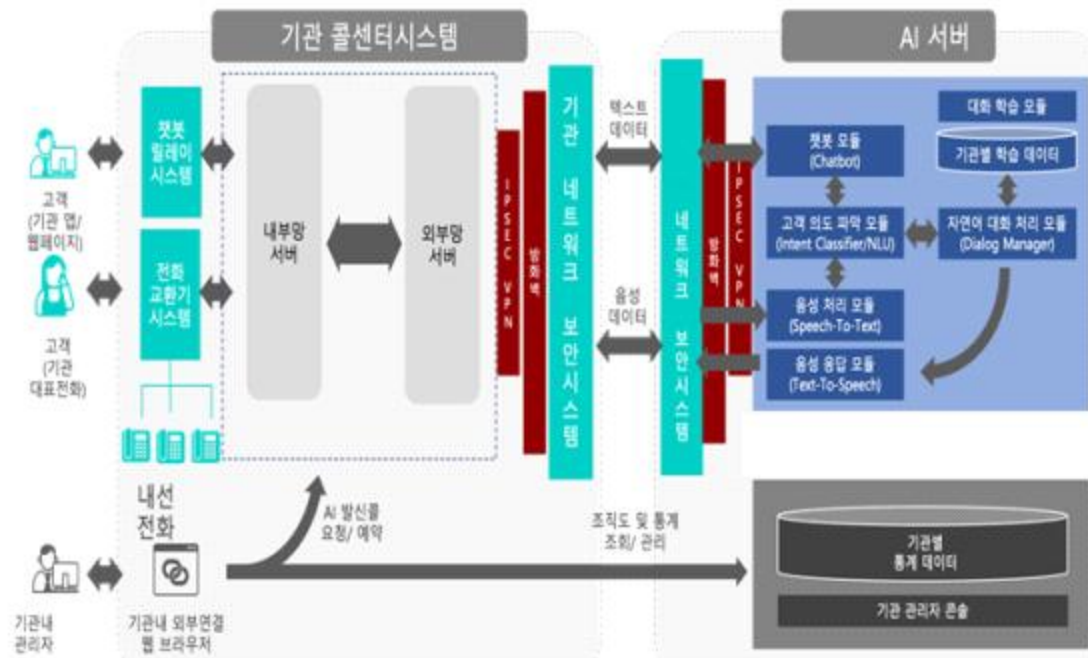 기관 콜센터시스템
AI 서버
고객
(기관 앱/
웹페이지)
고객
(기관
대표전화)
챗봇
릴레이
시스템
전화
교환기
시스템
내선
전화
내부망
서버
외부망
서버
IPSEC VPN
방화벽
기관 네트워크 보안시스템
텍스트
데이터
음성
데이터
네트워크 보안시스템
방화벽
IPSEC VPN
대화 학습 모듈
기관별 학습 데이터
챗봇 모듈
(Chatbot)
고객 의도 파악 모듈
(Intent Classifier/NLU)
자연어 대화 처리 모듈
(Dialog Manager)
음성 처리 모듈
(Speech-To-Text)
음성 응답 모듈
(Text-To-Speech)
AI 발신콜
요청/ 예약
조직도 및 통계
조회/ 관리
기관내
관리자
기관내 외부연결
웹 브라우저
기관별
통계 데이터
기관 관리자 콘솔